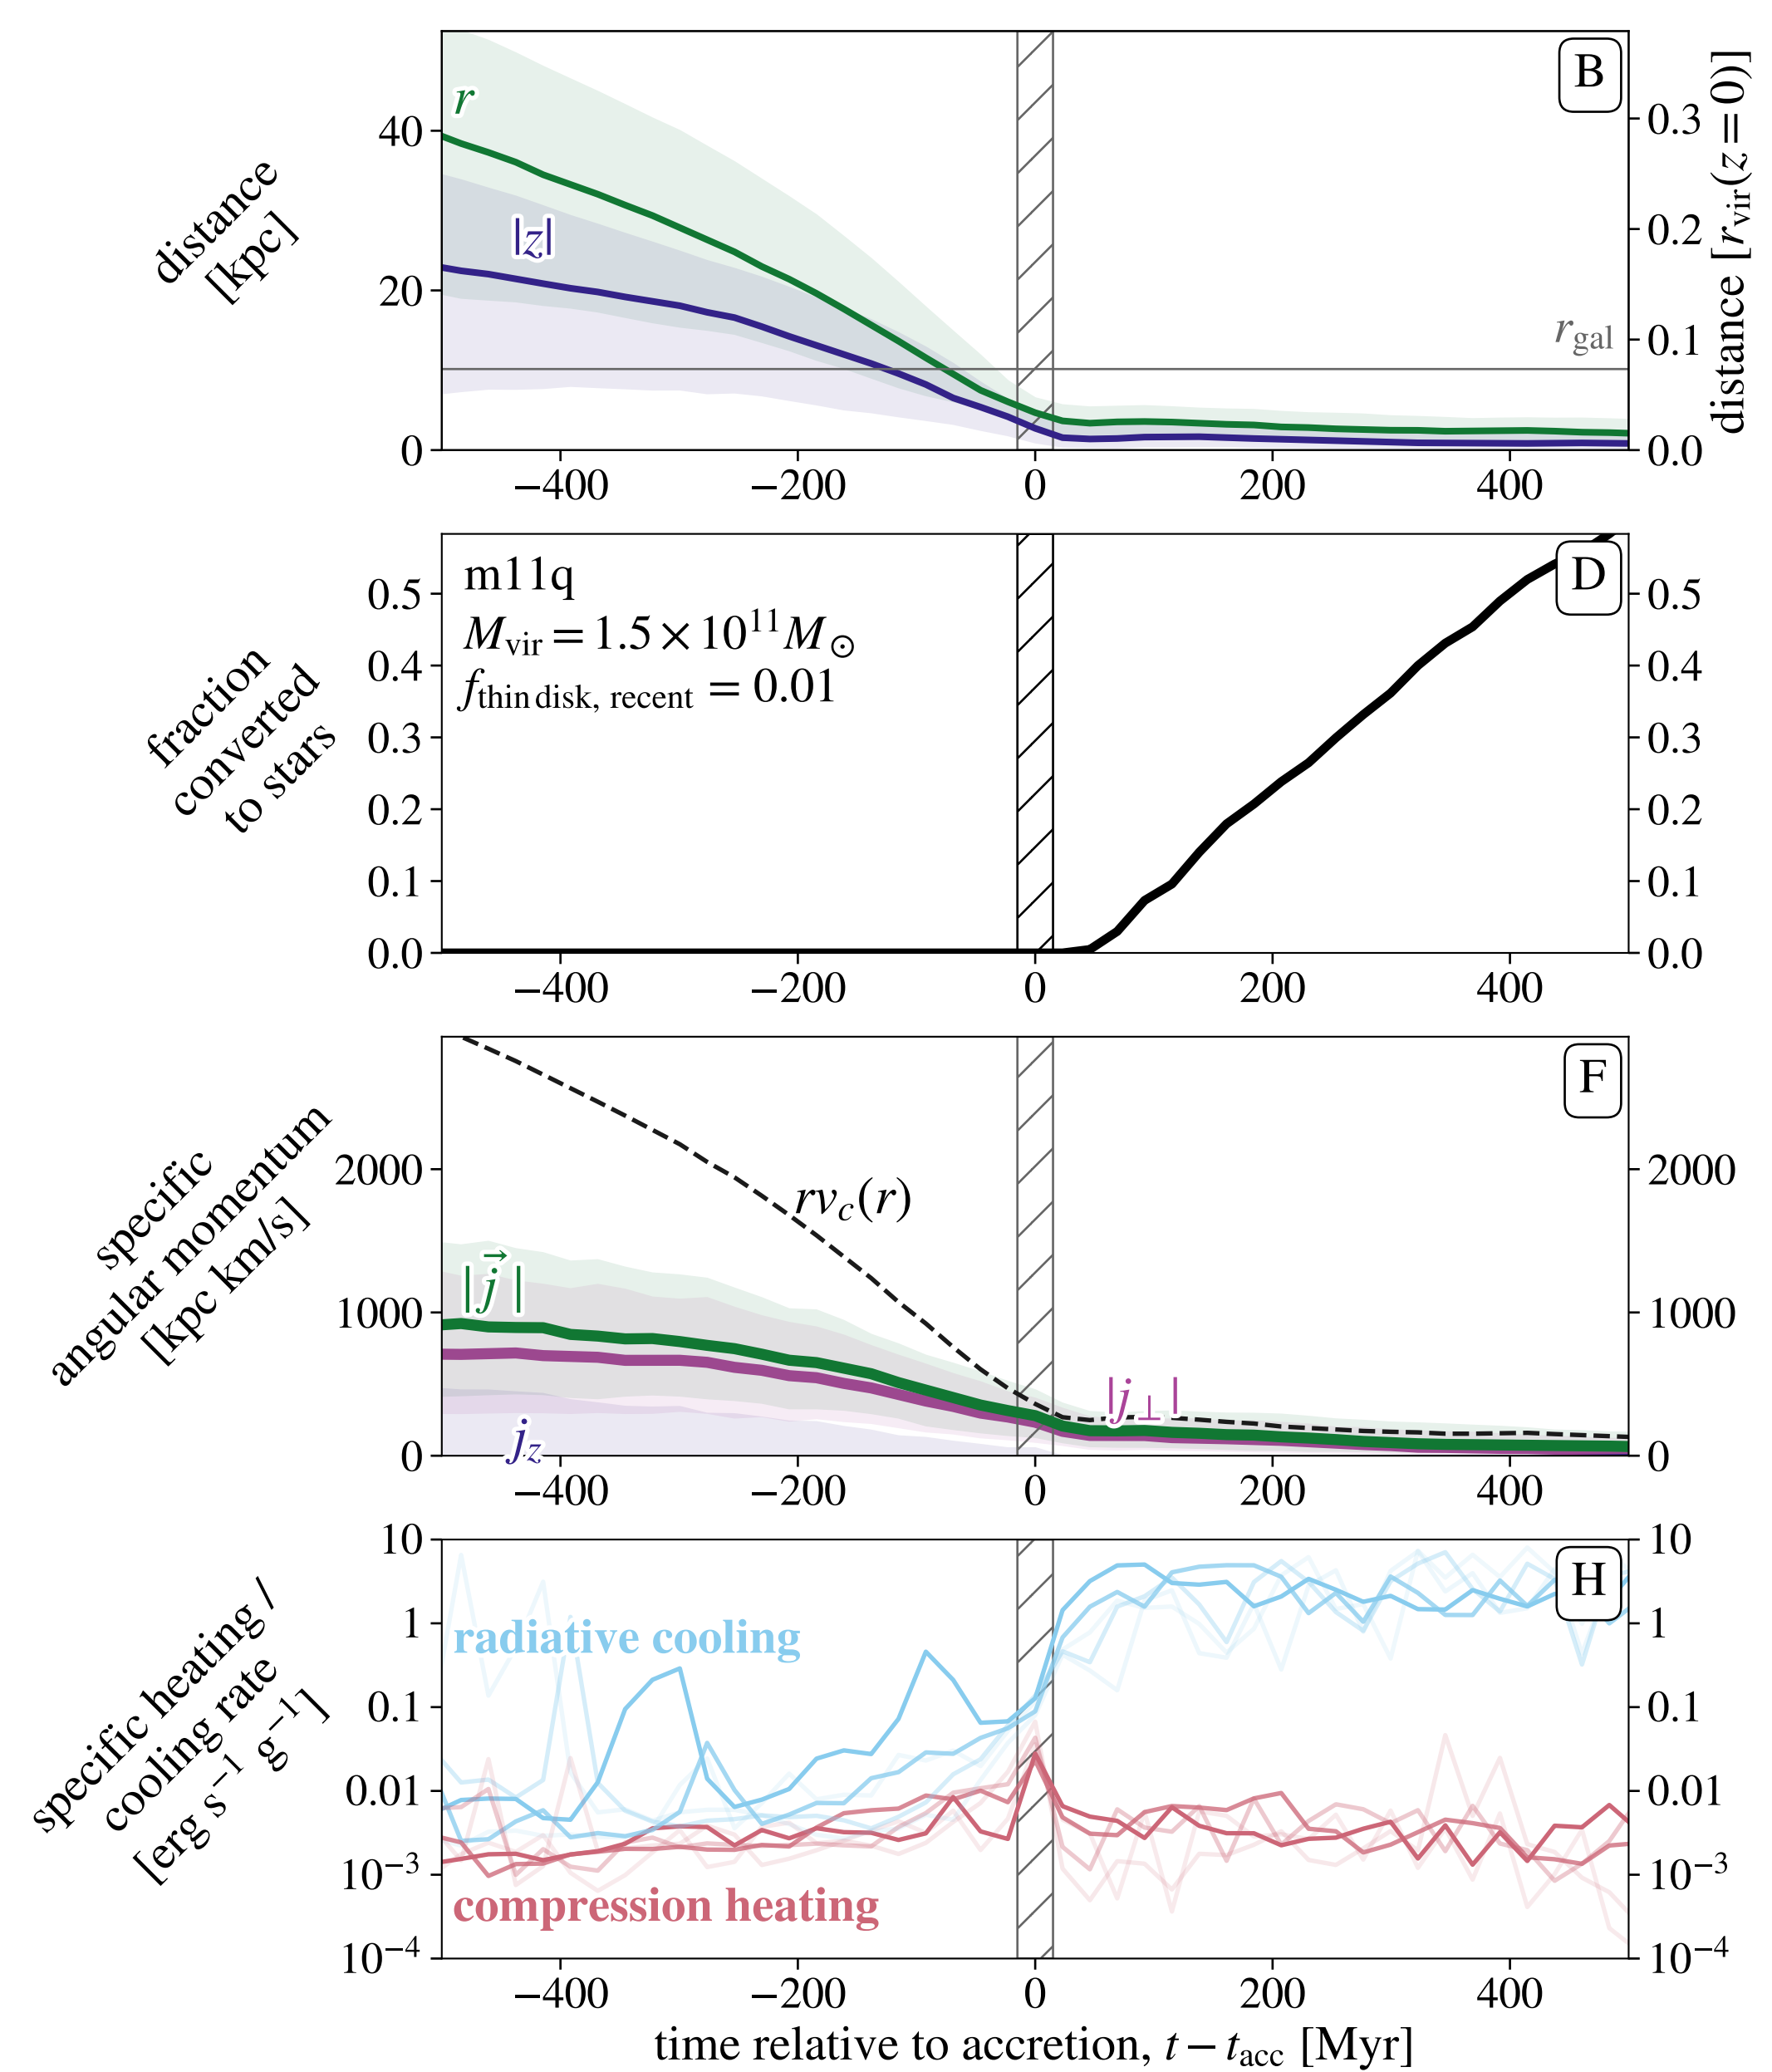 B
r
|z|
r_gal
40
20
0
0.3
0.2
0.1
0.0
distance
[kpc]
distance [r_vir(z = 0)]
−400 −200 0 200 400
D
m11q
M_vir = 1.5 × 10^11 M_⊙
f_thin disk, recent = 0.01
0.5 0.5
0.4 0.4
0.3 0.3
0.2 0.2
0.1 0.1
0.0 0.0
fraction
converted
to stars
−400 −200 0 200 400
F
rv_c(r)
|j⃗|
|j_⊥|
j_z
2000 2000
1000 1000
0 0
specific
angular momentum
[kpc km/s]
−400 −200 0 200 400
H
radiative cooling
compression heating
10 10
1 1
0.1 0.1
0.01 0.01
10^−3 10^−3
10^−4 10^−4
specific heating /
cooling rate
[erg s^−1 g^−1]
−400 −200 0 200 400
time relative to accretion, t − t_acc [Myr]